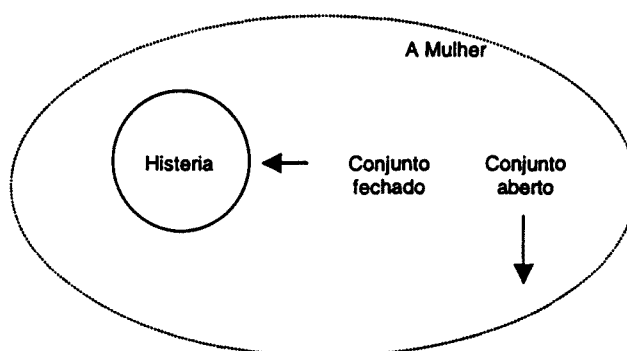 A Mulher
Histeria
Conjunto
fechado
Conjunto
aberto